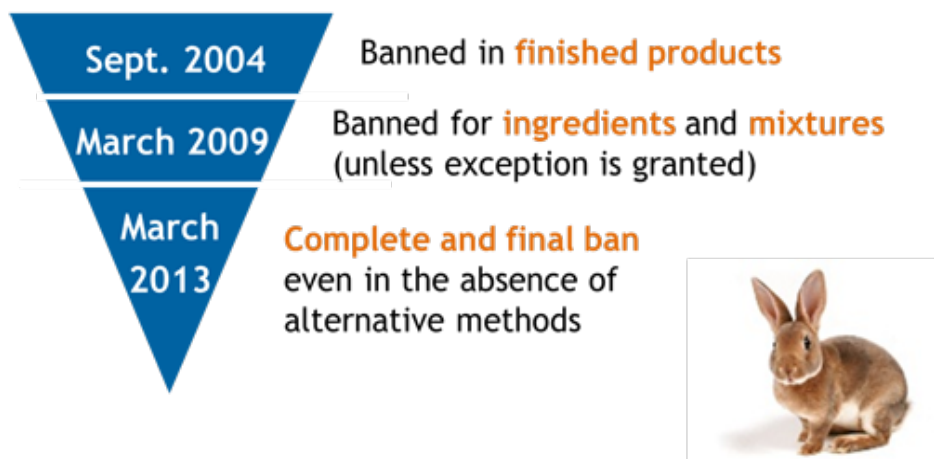 Sept. 2004
Banned in finished products
March 2009
Banned for ingredients and mixtures
(unless exception is granted)
March
2013
Complete and final ban
even in the absence of
alternative methods